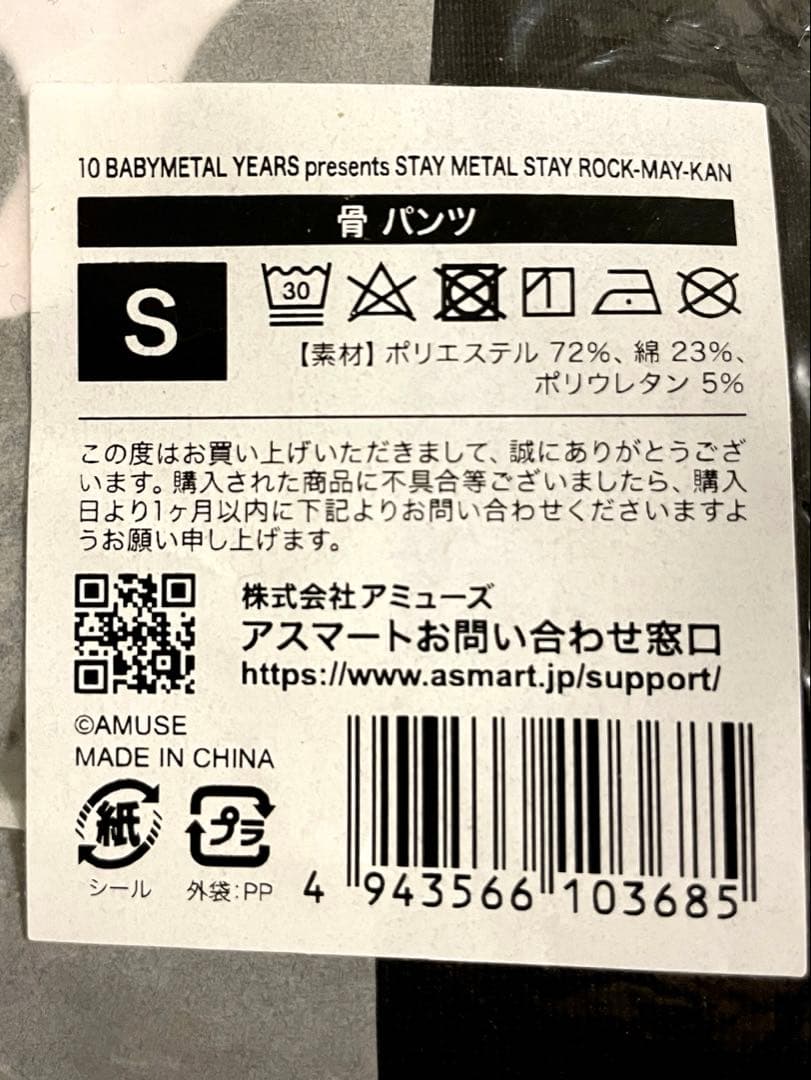 10 BABYMETAL YEARS presents STAY METAL STAY ROCK-MAY-KAN
骨 パンツ
S
30
【素材】ポリエステル 72%、綿 23%、
ポリウレタン 5%
この度はお買い上げいただきまして、誠にありがとうござ
います。購入された商品に不具合等ございましたら、購入
日より1ヶ月以内に下記よりお問い合わせくださいますよ
うお願い申し上げます。
株式会社アミューズ
アスマートお問い合わせ窓口
https://www.asmart.jp/support/
©AMUSE
MADE IN CHINA
紙
プラ
シール
外袋:PP
4 943566 103685